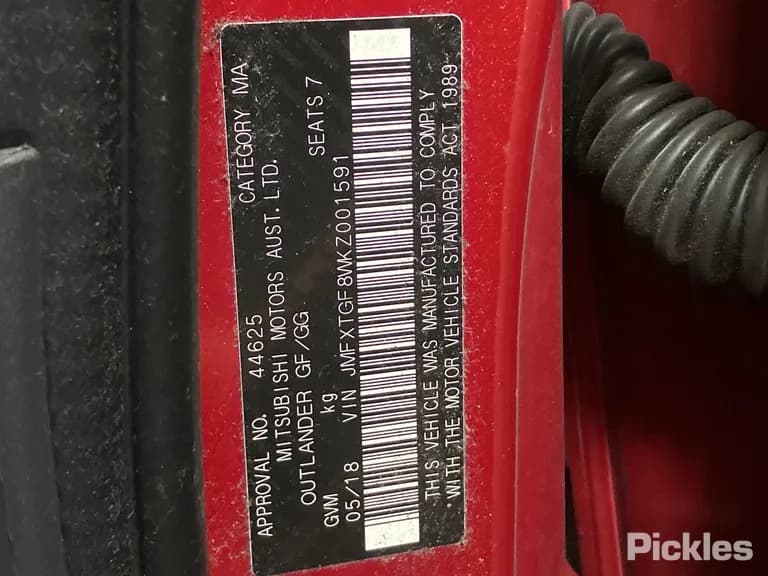 APPROVAL NO. 44625 CATEGORY MA
MITSUBISHI MOTORS AUST. LTD.
OUTLANDER GF/GG
GVM kg SEATS 7
05/18 VIN JMFXTGF8WKZ001591
THIS VEHICLE WAS MANUFACTURED TO COMPLY
* WITH THE MOTOR VEHICLE STANDARDS ACT 1989 *
Pickles